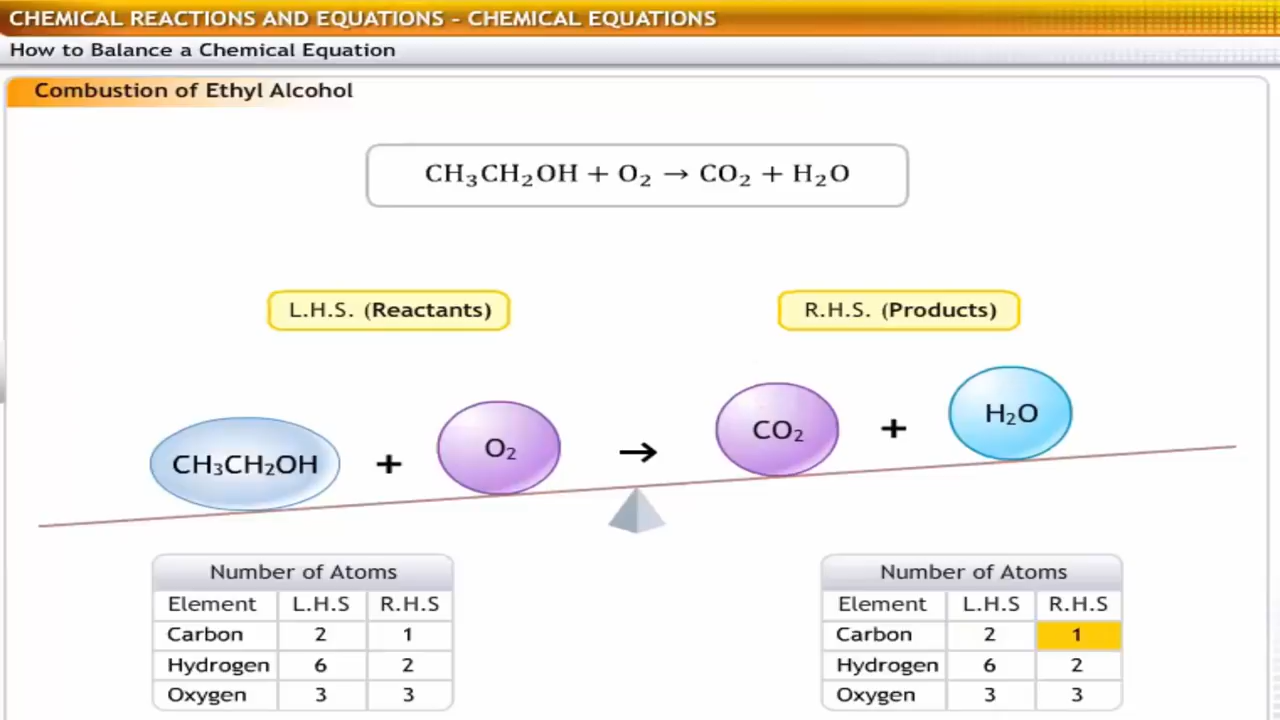 CHEMICAL REACTIONS AND EQUATIONS - CHEMICAL EQUATIONS
How to Balance a Chemical Equation
Combustion of Ethyl Alcohol
CH₃CH₂OH + O₂ → CO₂ + H₂O
L.H.S. (Reactants)
R.H.S. (Products)
CH₃CH₂OH + O₂ → CO₂ + H₂O
Number of Atoms
Element L.H.S R.H.S
Carbon 2 1
Hydrogen 6 2
Oxygen 3 3
Number of Atoms
Element L.H.S R.H.S
Carbon 2 1
Hydrogen 6 2
Oxygen 3 3